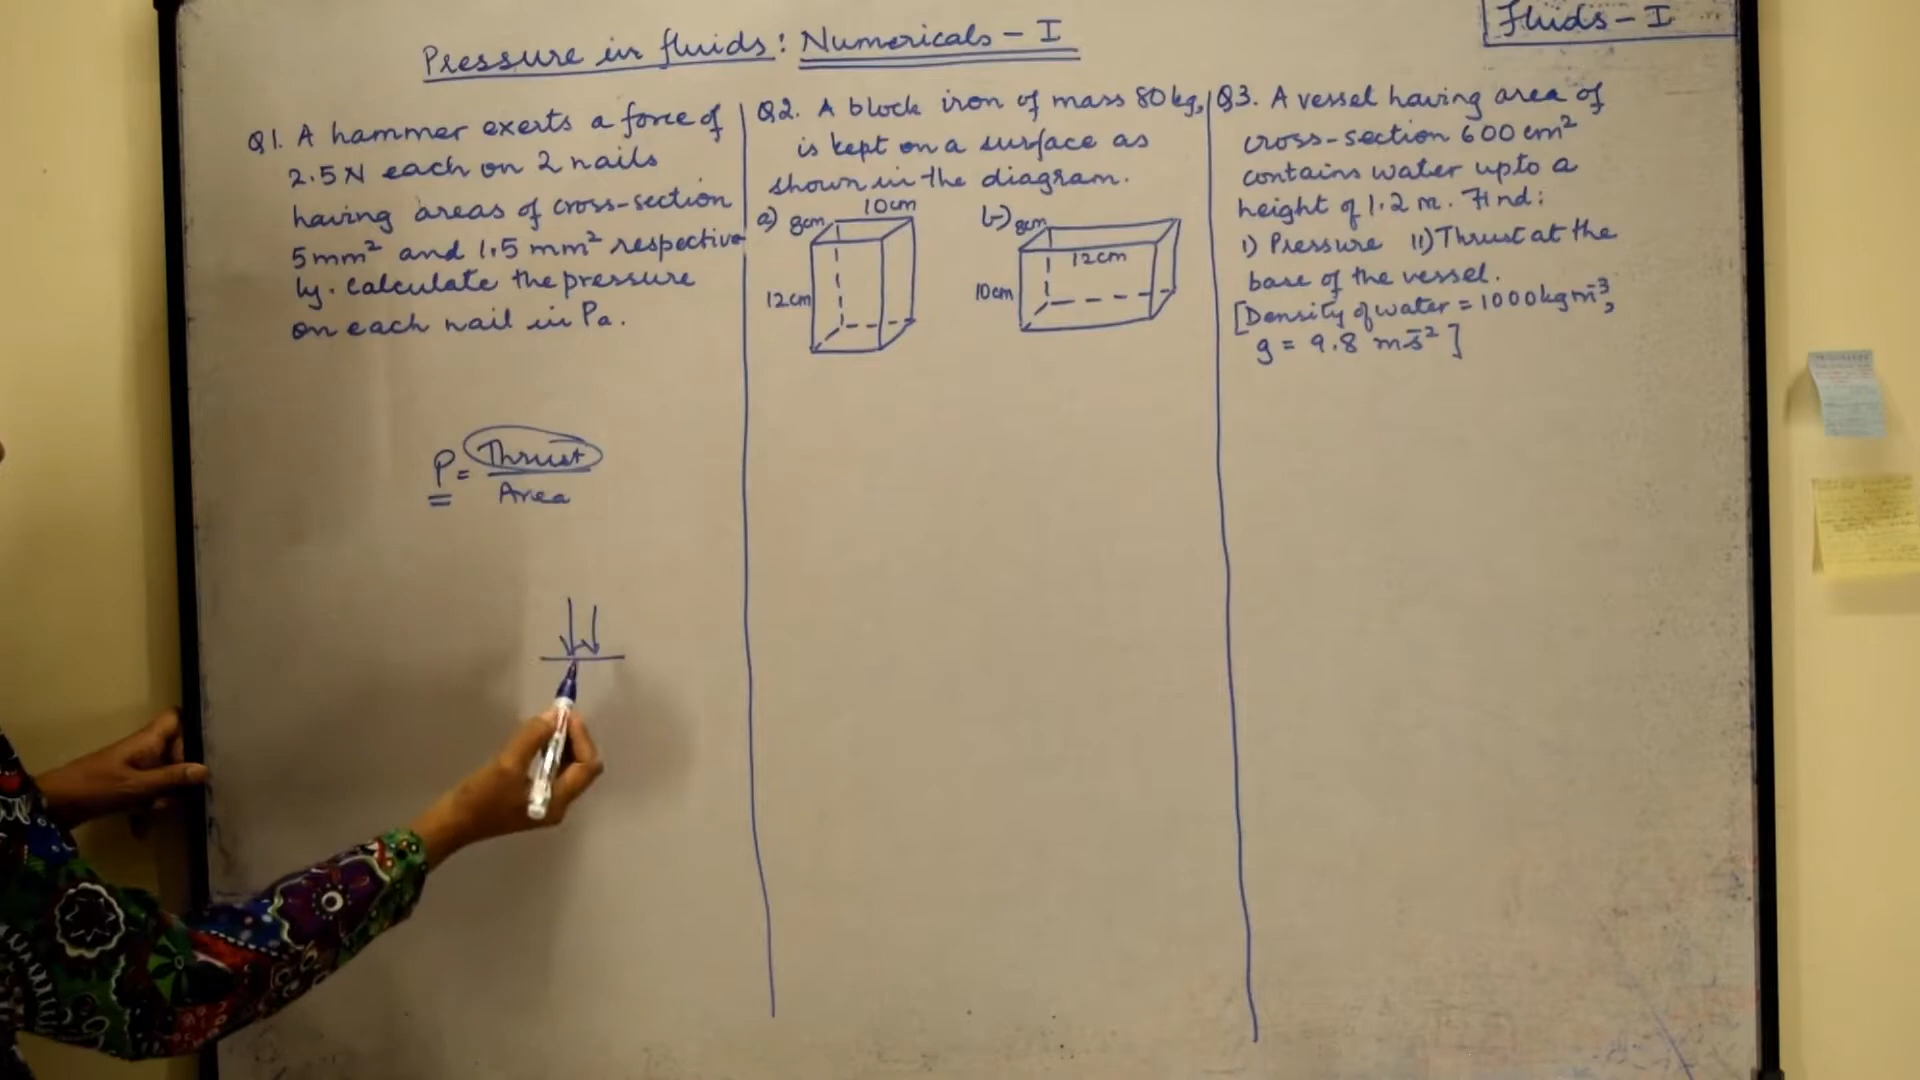 Fluids - I
Pressure in fluids: Numericals - I
Q1. A hammer exerts a force of
2.5N each on 2 nails
having areas of cross-section
5mm² and 1.5 mm² respective
ly. Calculate the pressure
on each nail in Pa.
P = Thrust
Area
Q2. A block iron of mass 80kg,
is kept on a surface as
shown in the diagram.
a) 8cm 10cm
12cm
b) 8cm
12cm
10cm
Q3. A vessel having area of
cross-section 600 cm²
contains water upto a
height of 1.2 m. Find:
i) Pressure ii) Thrust at the
base of the vessel.
[Density of water = 1000kgm⁻³,
g = 9.8 ms⁻²]